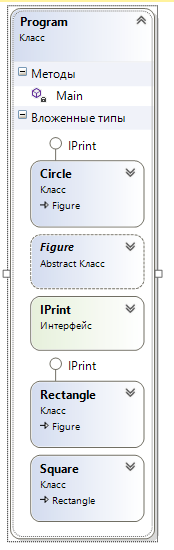 Program
Класс
Методы
Main
Вложенные типы
IPrint
Circle
Класс
Figure
Figure
Abstract Класс
IPrint
Интерфейс
IPrint
Rectangle
Класс
Figure
Square
Класс
Rectangle